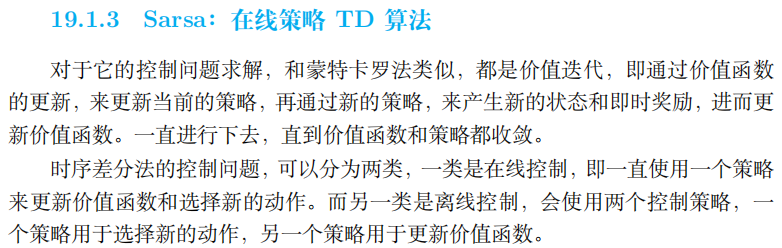 19.1.3 Sarsa：在线策略 TD 算法
对于它的控制问题求解，和蒙特卡罗法类似，都是价值迭代，即通过价值函数
的更新，来更新当前的策略，再通过新的策略，来产生新的状态和即时奖励，进而更
新价值函数。一直进行下去，直到价值函数和策略都收敛。
时序差分法的控制问题，可以分为两类，一类是在线控制，即一直使用一个策略
来更新价值函数和选择新的动作。而另一类是离线控制，会使用两个控制策略，一
个策略用于选择新的动作，另一个策略用于更新价值函数。